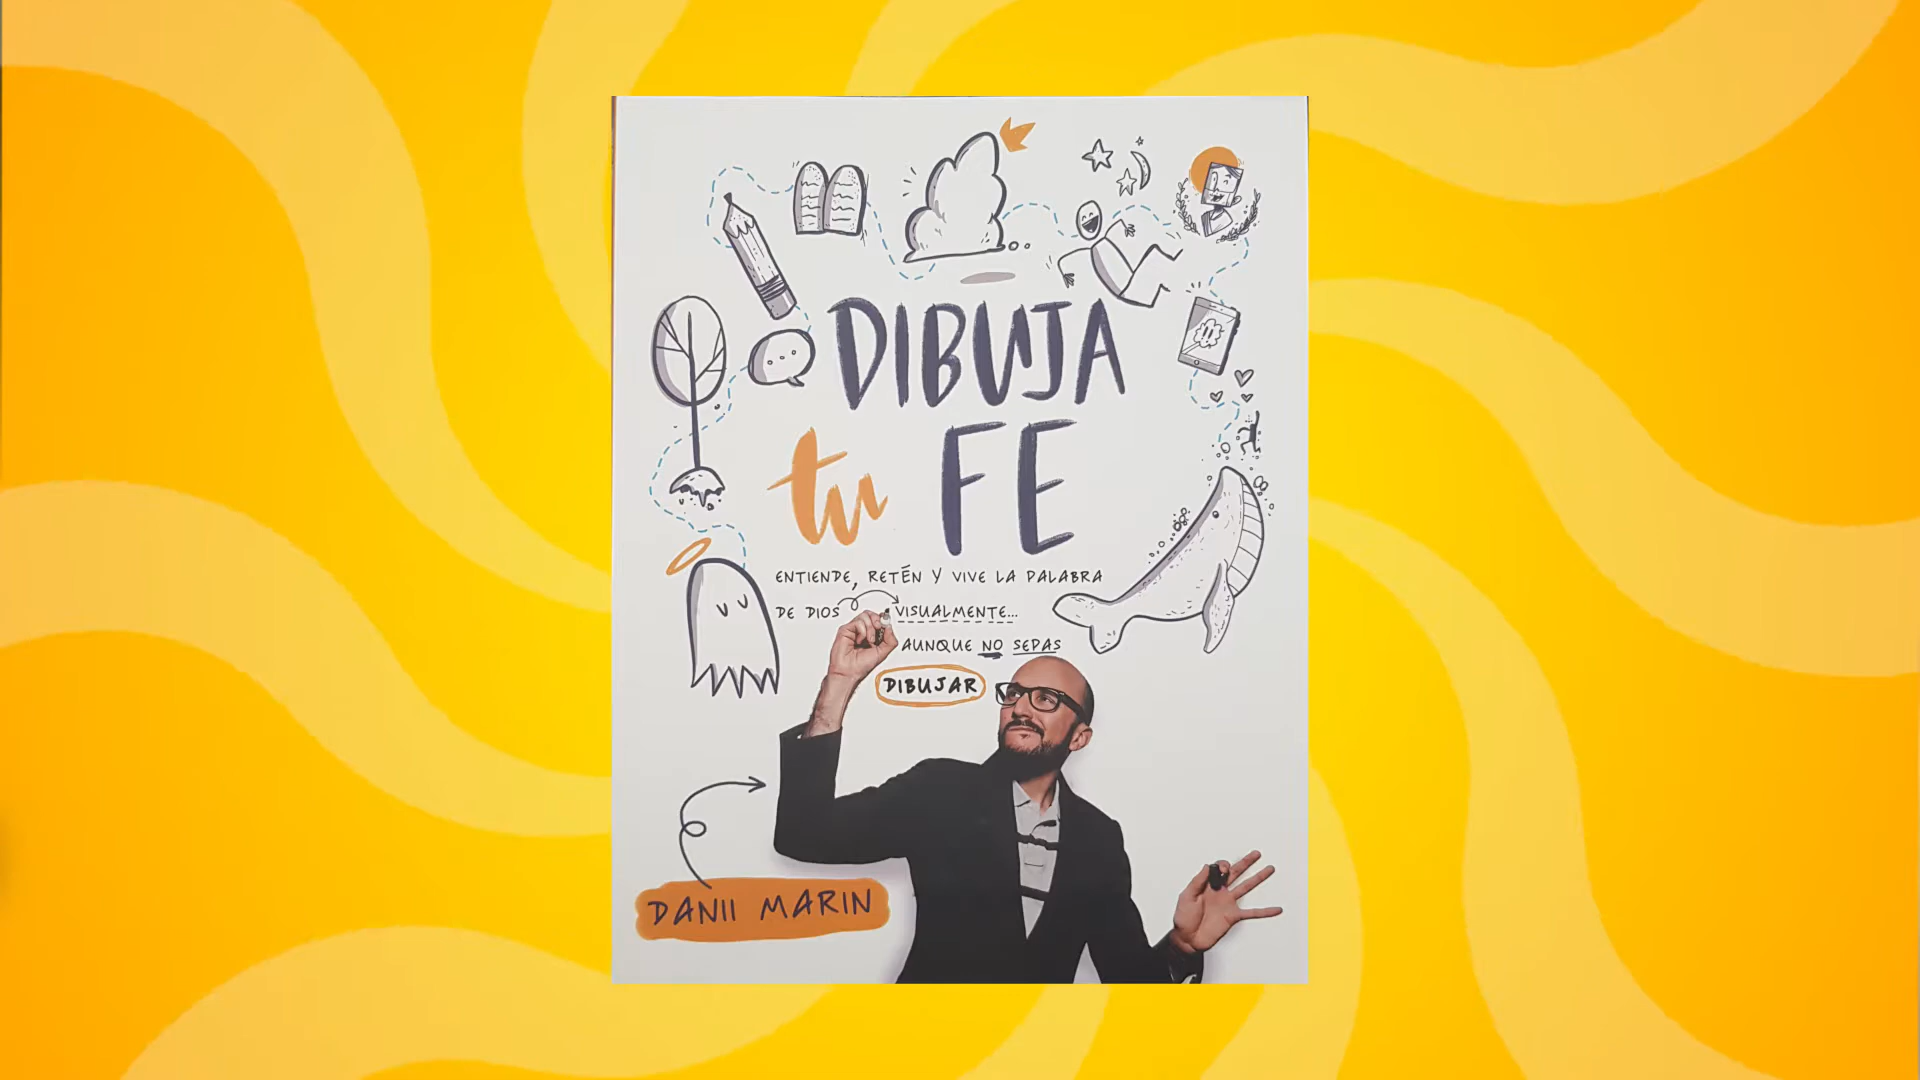 DIBUJA
tu FE
ENTIENDE, RETÉN Y VIVE LA PALABRA
DE DIOS VISUALMENTE...
AUNQUE NO SEPAS
DIBUJAR
DANII MARIN